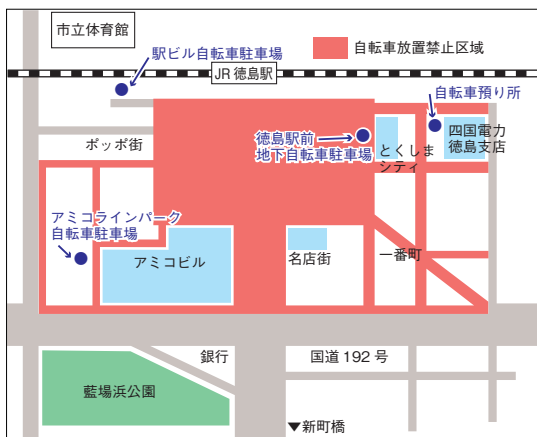 市立体育館
自転車放置禁止区域
駅ビル自転車駐車場
JR 徳島駅
自転車預り所
ポッポ街
徳島駅前
地下自転車駐車場
とくしま
シティ
四国電力
徳島支店
アミコラインパーク
自転車駐車場
アミコビル
名店街
一番町
銀行
国道 192 号
藍場浜公園
▼新町橋